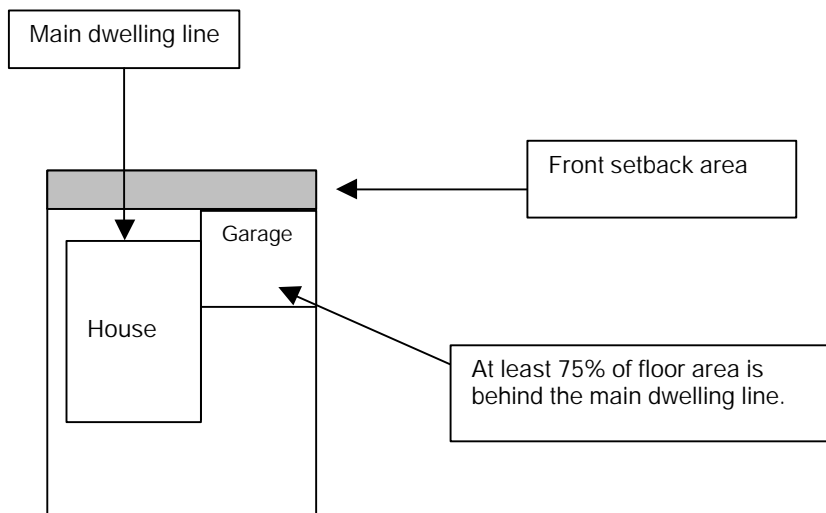 Main dwelling line
Front setback area
Garage
House
At least 75% of floor area is
behind the main dwelling line.